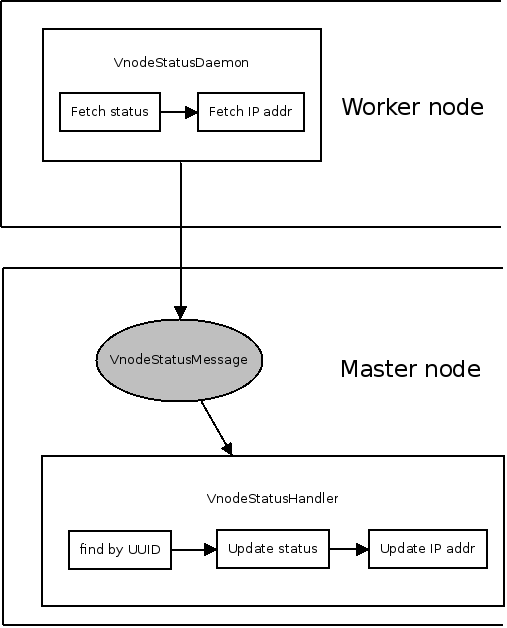 VnodeStatusDaemon
Fetch status
Fetch IP addr
Worker node
VnodeStatusMessage
Master node
VnodeStatusHandler
find by UUID
Update status
Update IP addr